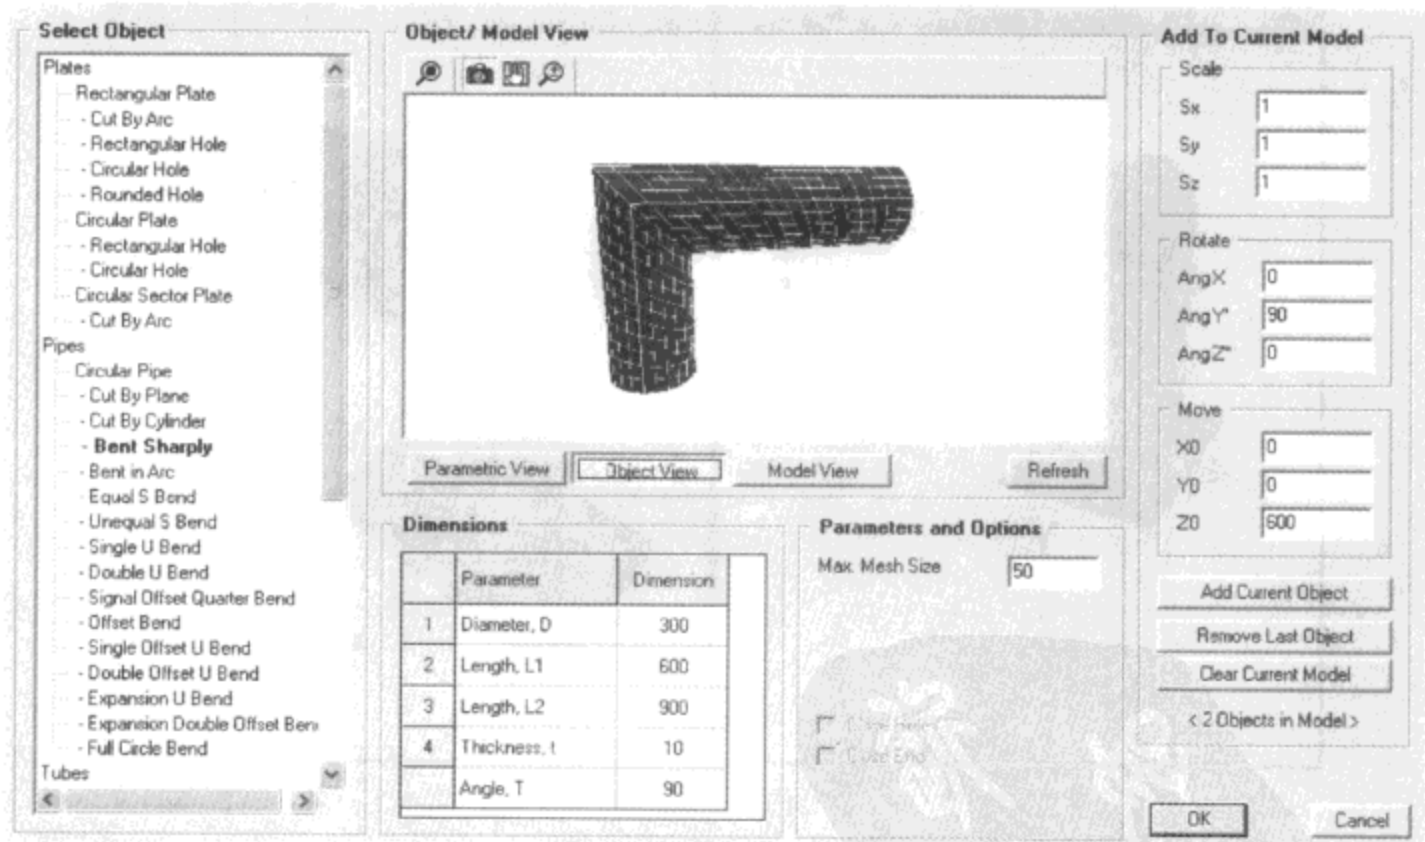 Select Object
Plates
Rectangular Plate
- Cut By Arc
- Rectangular Hole
- Circular Hole
- Rounded Hole
Circular Plate
- Rectangular Hole
- Circular Hole
Circular Sector Plate
- Cut By Arc
Pipes
Circular Pipe
- Cut By Plane
- Cut By Cylinder
- Bent Sharply
- Bent in Arc
- Equal S Bend
- Unequal S Bend
- Single U Bend
- Double U Bend
- Signal Offset Quarter Bend
- Offset Bend
- Single Offset U Bend
- Double Offset U Bend
- Expansion U Bend
- Expansion Double Offset Ben
- Full Circle Bend
Tubes
Object/ Model View
Parametric View Object View Model View Refresh
Dimensions
Parameter Dimension
1 Diameter, D 300
2 Length, L1 600
3 Length, L2 900
4 Thickness, t 10
Angle, T 90
Parameters and Options
Max. Mesh Size 50
Close End
Add To Current Model
Scale
Sx 1
Sy 1
Sz 1
Rotate
AngX 0
AngY' 90
AngZ'' 0
Move
X0 0
Y0 0
Z0 600
Add Current Object
Remove Last Object
Clear Current Model
< 2 Objects in Model >
OK Cancel